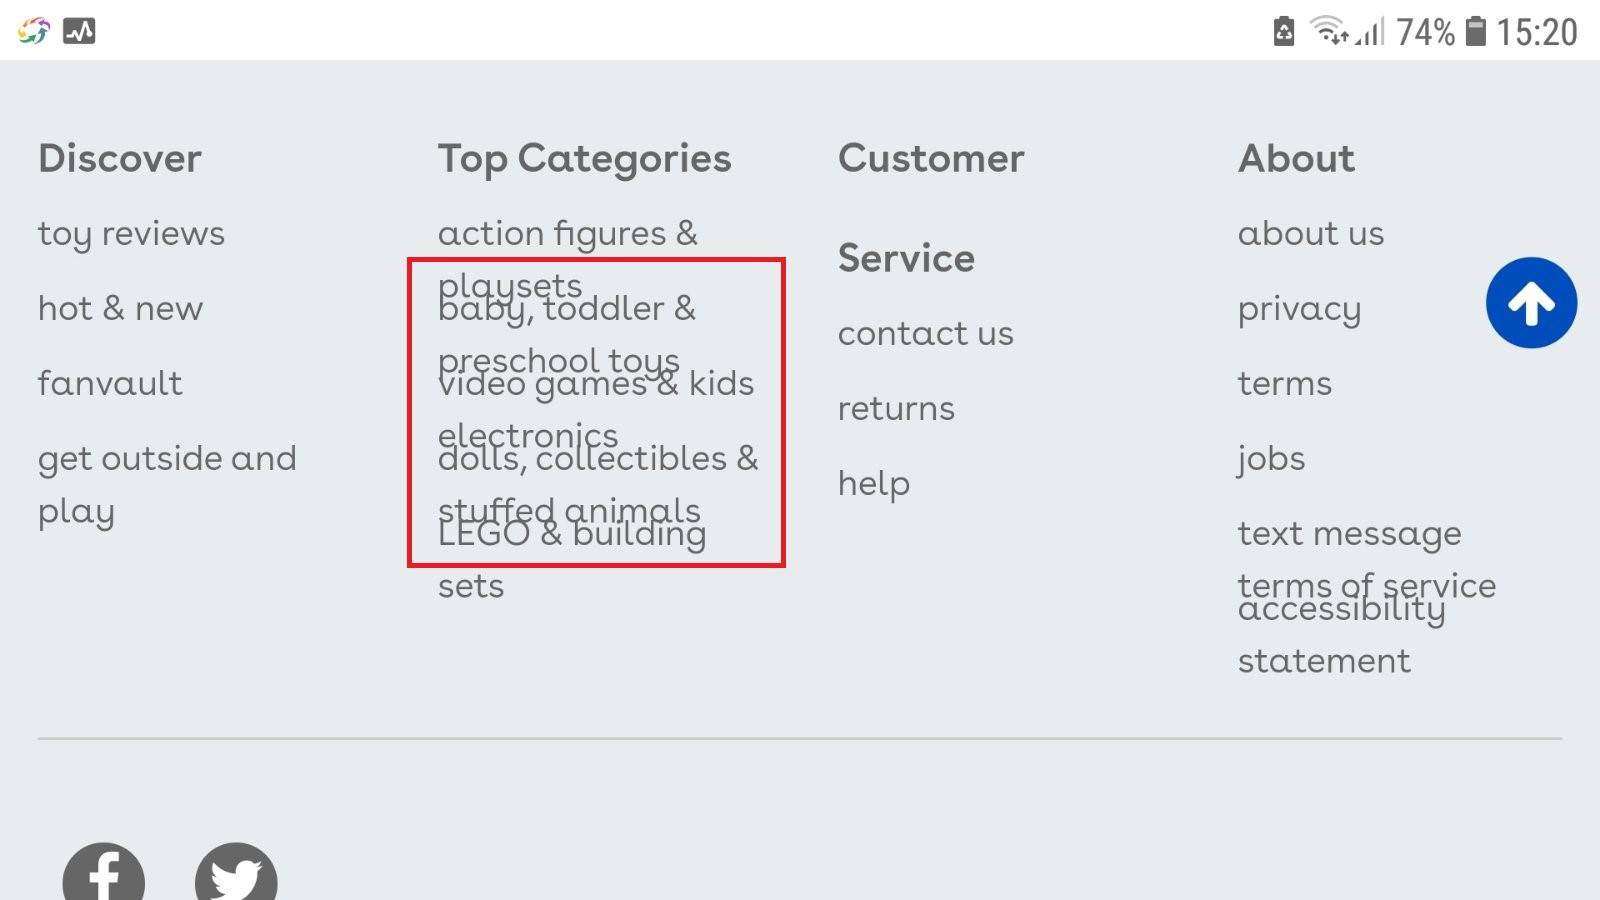 74% 15:20
Discover
toy reviews
hot & new
fanvault
get outside and
play
Top Categories
action figures &
playsets
baby, toddler &
preschool toys
video games & kids
electronics
dolls, collectibles &
stuffed animals
LEGO & building
sets
Customer
Service
contact us
returns
help
About
about us
privacy
terms
jobs
text message
terms of service
accessibility
statement